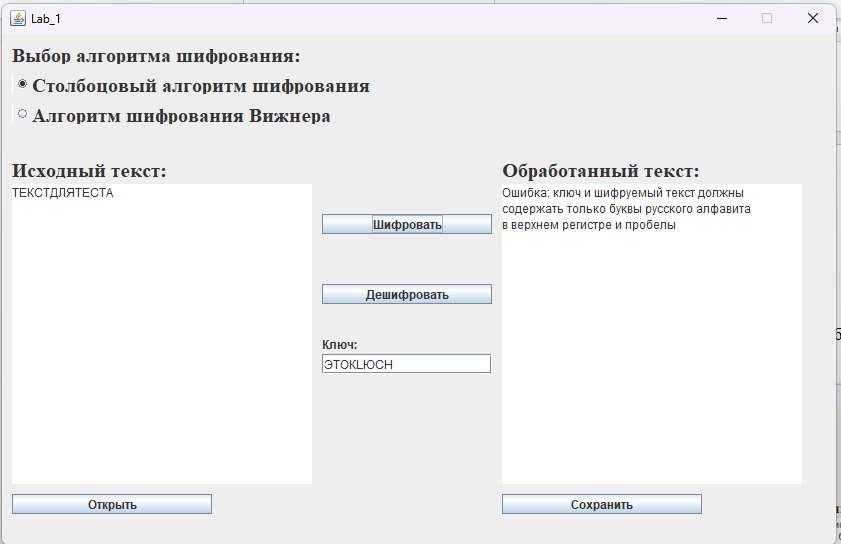 Lab_1
Выбор алгоритма шифрования:
Столбцовый алгоритм шифрования
Алгоритм шифрования Вижнера
Исходный текст:
ТЕКСТДЛЯТЕСТА
Шифровать
Дешифровать
Ключ:
ЭТОКLЮCH
Открыть
Обработанный текст:
Ошибка: ключ и шифруемый текст должны
содержать только буквы русского алфавита
в верхнем регистре и пробелы
Сохранить